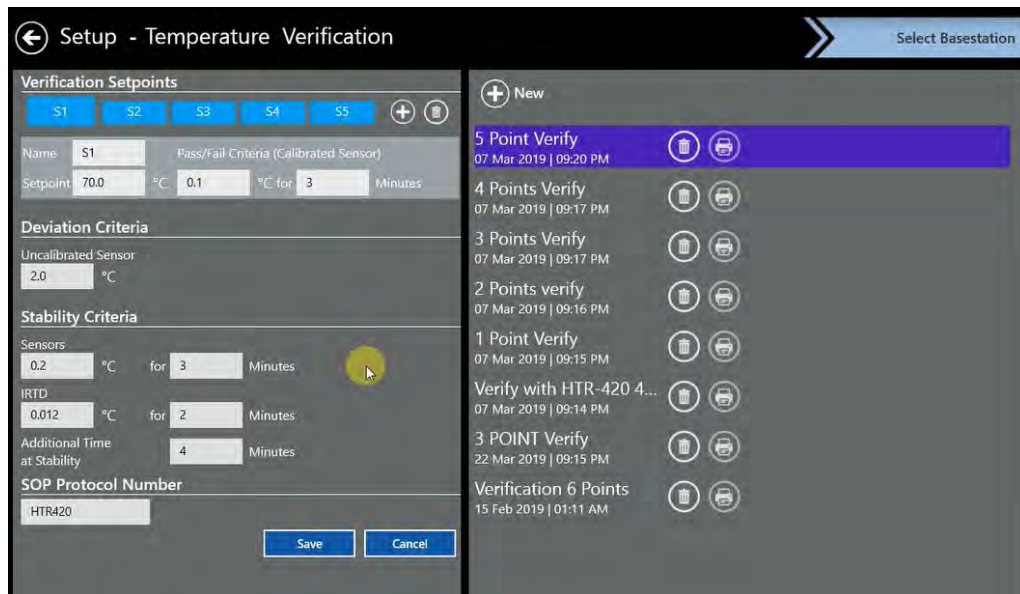 Setup - Temperature Verification
Select Basestation
Verification Setpoints
S1 S2 S3 S4 S5
Name S1 Pass/Fail Criteria (Calibrated Sensor)
Setpoint 70.0 °C 0.1 °C for 3 Minutes
Deviation Criteria
Uncalibrated Sensor
2.0 °C
Stability Criteria
Sensors
0.2 °C for 3 Minutes
IRTD
0.012 °C for 2 Minutes
Additional Time
at Stability 4 Minutes
SOP Protocol Number
HTR420
Save Cancel
New
5 Point Verify
07 Mar 2019 | 09:20 PM
4 Points Verify
07 Mar 2019 | 09:17 PM
3 Points Verify
07 Mar 2019 | 09:17 PM
2 Points verify
07 Mar 2019 | 09:16 PM
1 Point Verify
07 Mar 2019 | 09:15 PM
Verify with HTR-420 4...
07 Mar 2019 | 09:14 PM
3 POINT Verify
22 Mar 2019 | 09:15 PM
Verification 6 Points
15 Feb 2019 | 01:11 AM